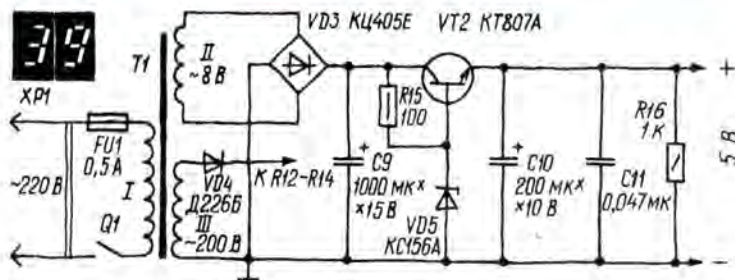 39
VD3 КЦ405Е
VT2 КТ807А
T1
II
~8 В
XP1
FU1
0,5 А
I
~220 В
Q1
R15
100
+
C9
1000 мк×
×15 В
+
C10
200 мк×
×10 В
C11
0,047 мк
R16
1 к
+
5 В
−
VD4
Д226Б
К R12-R14
III
~200 В
VD5
КС156А